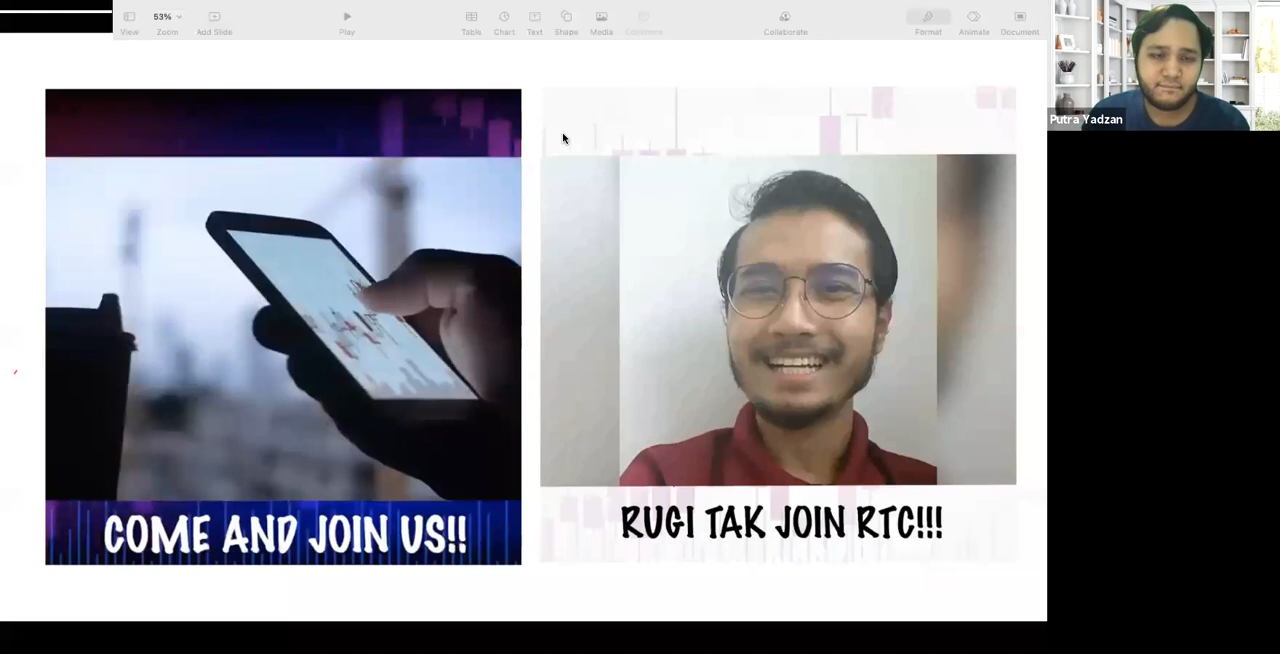 53%
View
Zoom
Add Slide
Play
Table
Chart
Text
Shape
Media
Comment
Collaborate
Format
Animate
Document
Putra Yadzan
COME AND JOIN US!!
RUGI TAK JOIN RTC!!!